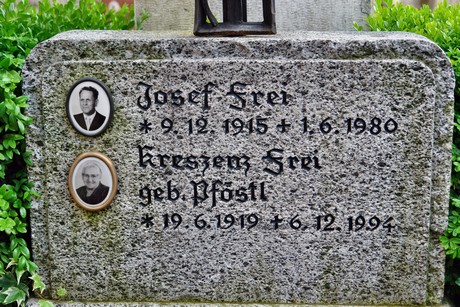 Josef Frei
* 9. 12. 1915 + 1. 6. 1980
Kreszenz Frei
geb. Pföstl
* 19. 6. 1919 + 6. 12. 1994